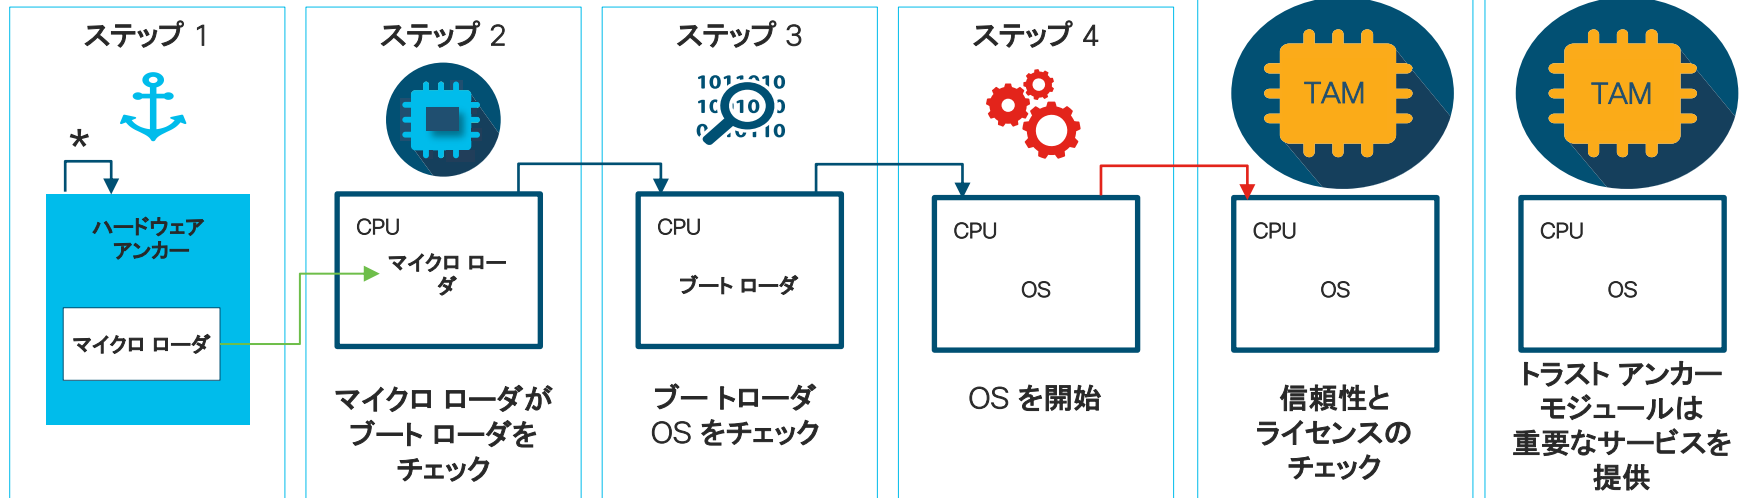 ステップ 1
*
ハードウェア
アンカー
マイクロ ローダ
ステップ 2
CPU
マイクロ ロー
ダ
マイクロ ローダが
ブート ローダを
チェック
ステップ 3
1011010
CPU
ブート ローダ
ブー トローダ
OS をチェック
ステップ 4
CPU
OS
OS を開始
TAM
CPU
OS
信頼性と
ライセンスの
チェック
TAM
CPU
OS
トラスト アンカー
モジュールは
重要なサービスを
提供